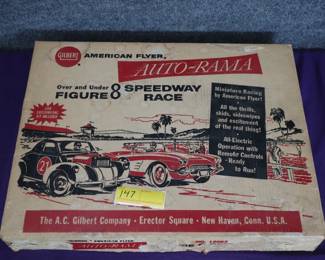 GILBERT
AMERICAN FLYER
AUTO-RAMA
Over and Under
FIGURE 8 SPEEDWAY
RACE
Miniature Racing
by American Flyer!
All the thrills,
skids, sideswipes
and excitement
of the real thing!
All-Electric
Operation with
Remote Controls
- Ready
to Run!
147
The A.C. Gilbert Company · Erector Square · New Haven, Conn. U.S.A.
AMERICAN FLYER
AUTO-RAMA